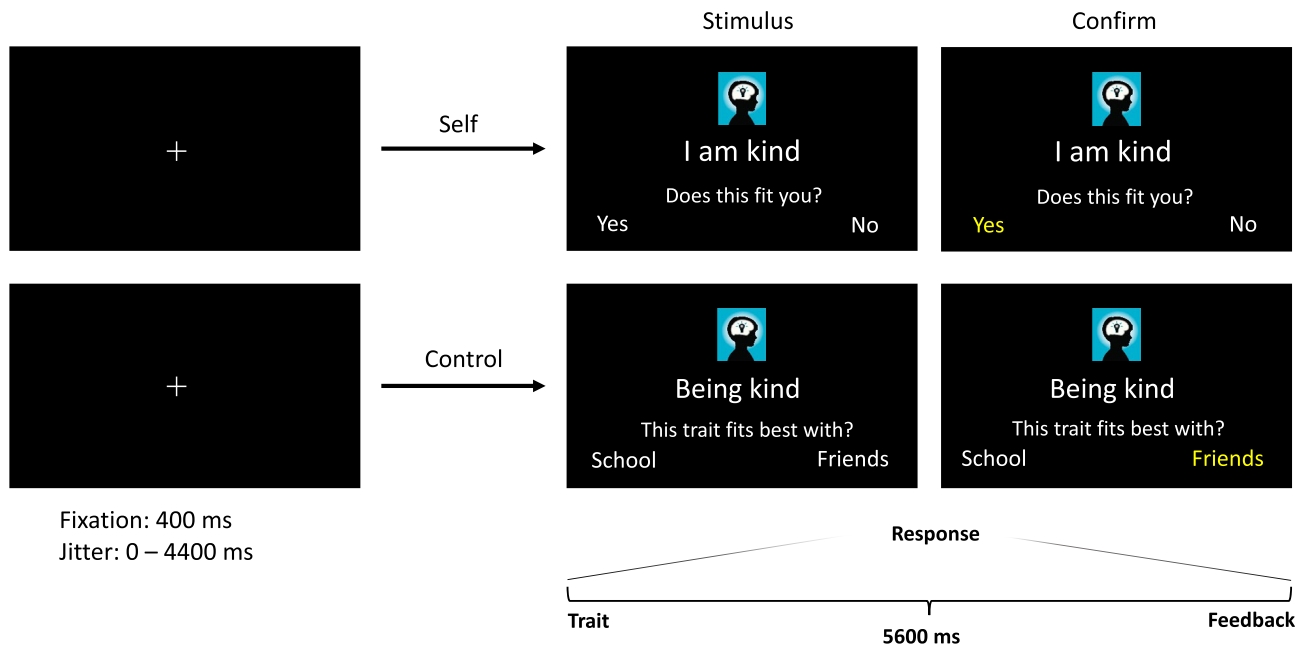 Stimulus
Confirm
Self
I am kind
Does this fit you?
Yes
No
I am kind
Does this fit you?
Yes
No
Control
Being kind
This trait fits best with?
School
Friends
Being kind
This trait fits best with?
School
Friends
Fixation: 400 ms
Jitter: 0 – 4400 ms
Response
Trait
Feedback
5600 ms